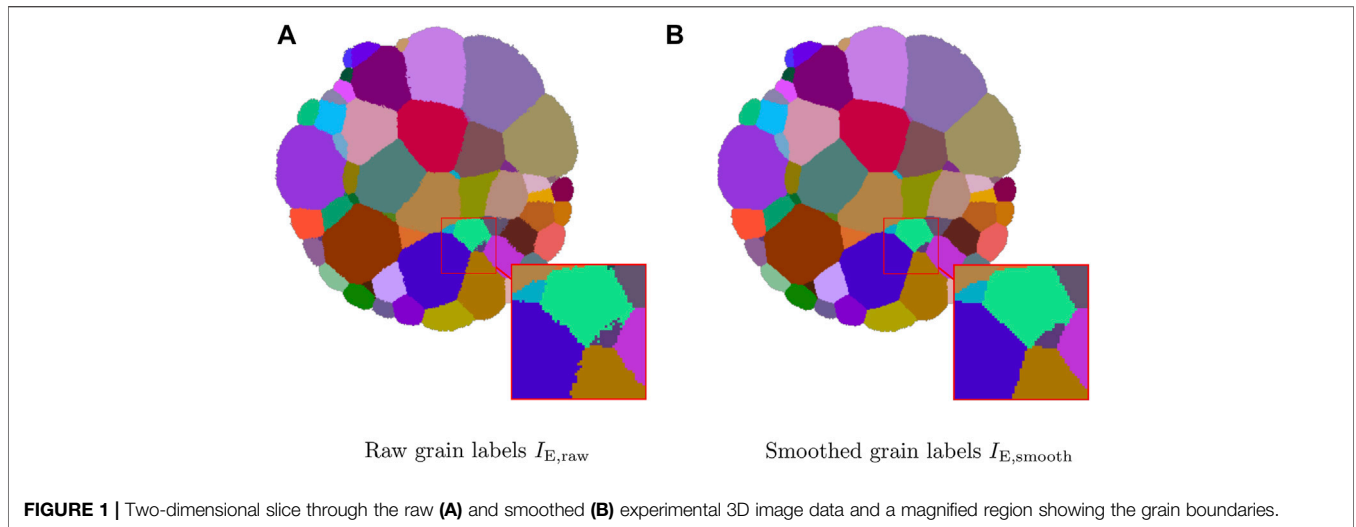 A
B
Raw grain labels I_E,raw
Smoothed grain labels I_E,smooth
FIGURE 1 | Two-dimensional slice through the raw (A) and smoothed (B) experimental 3D image data and a magnified region showing the grain boundaries.